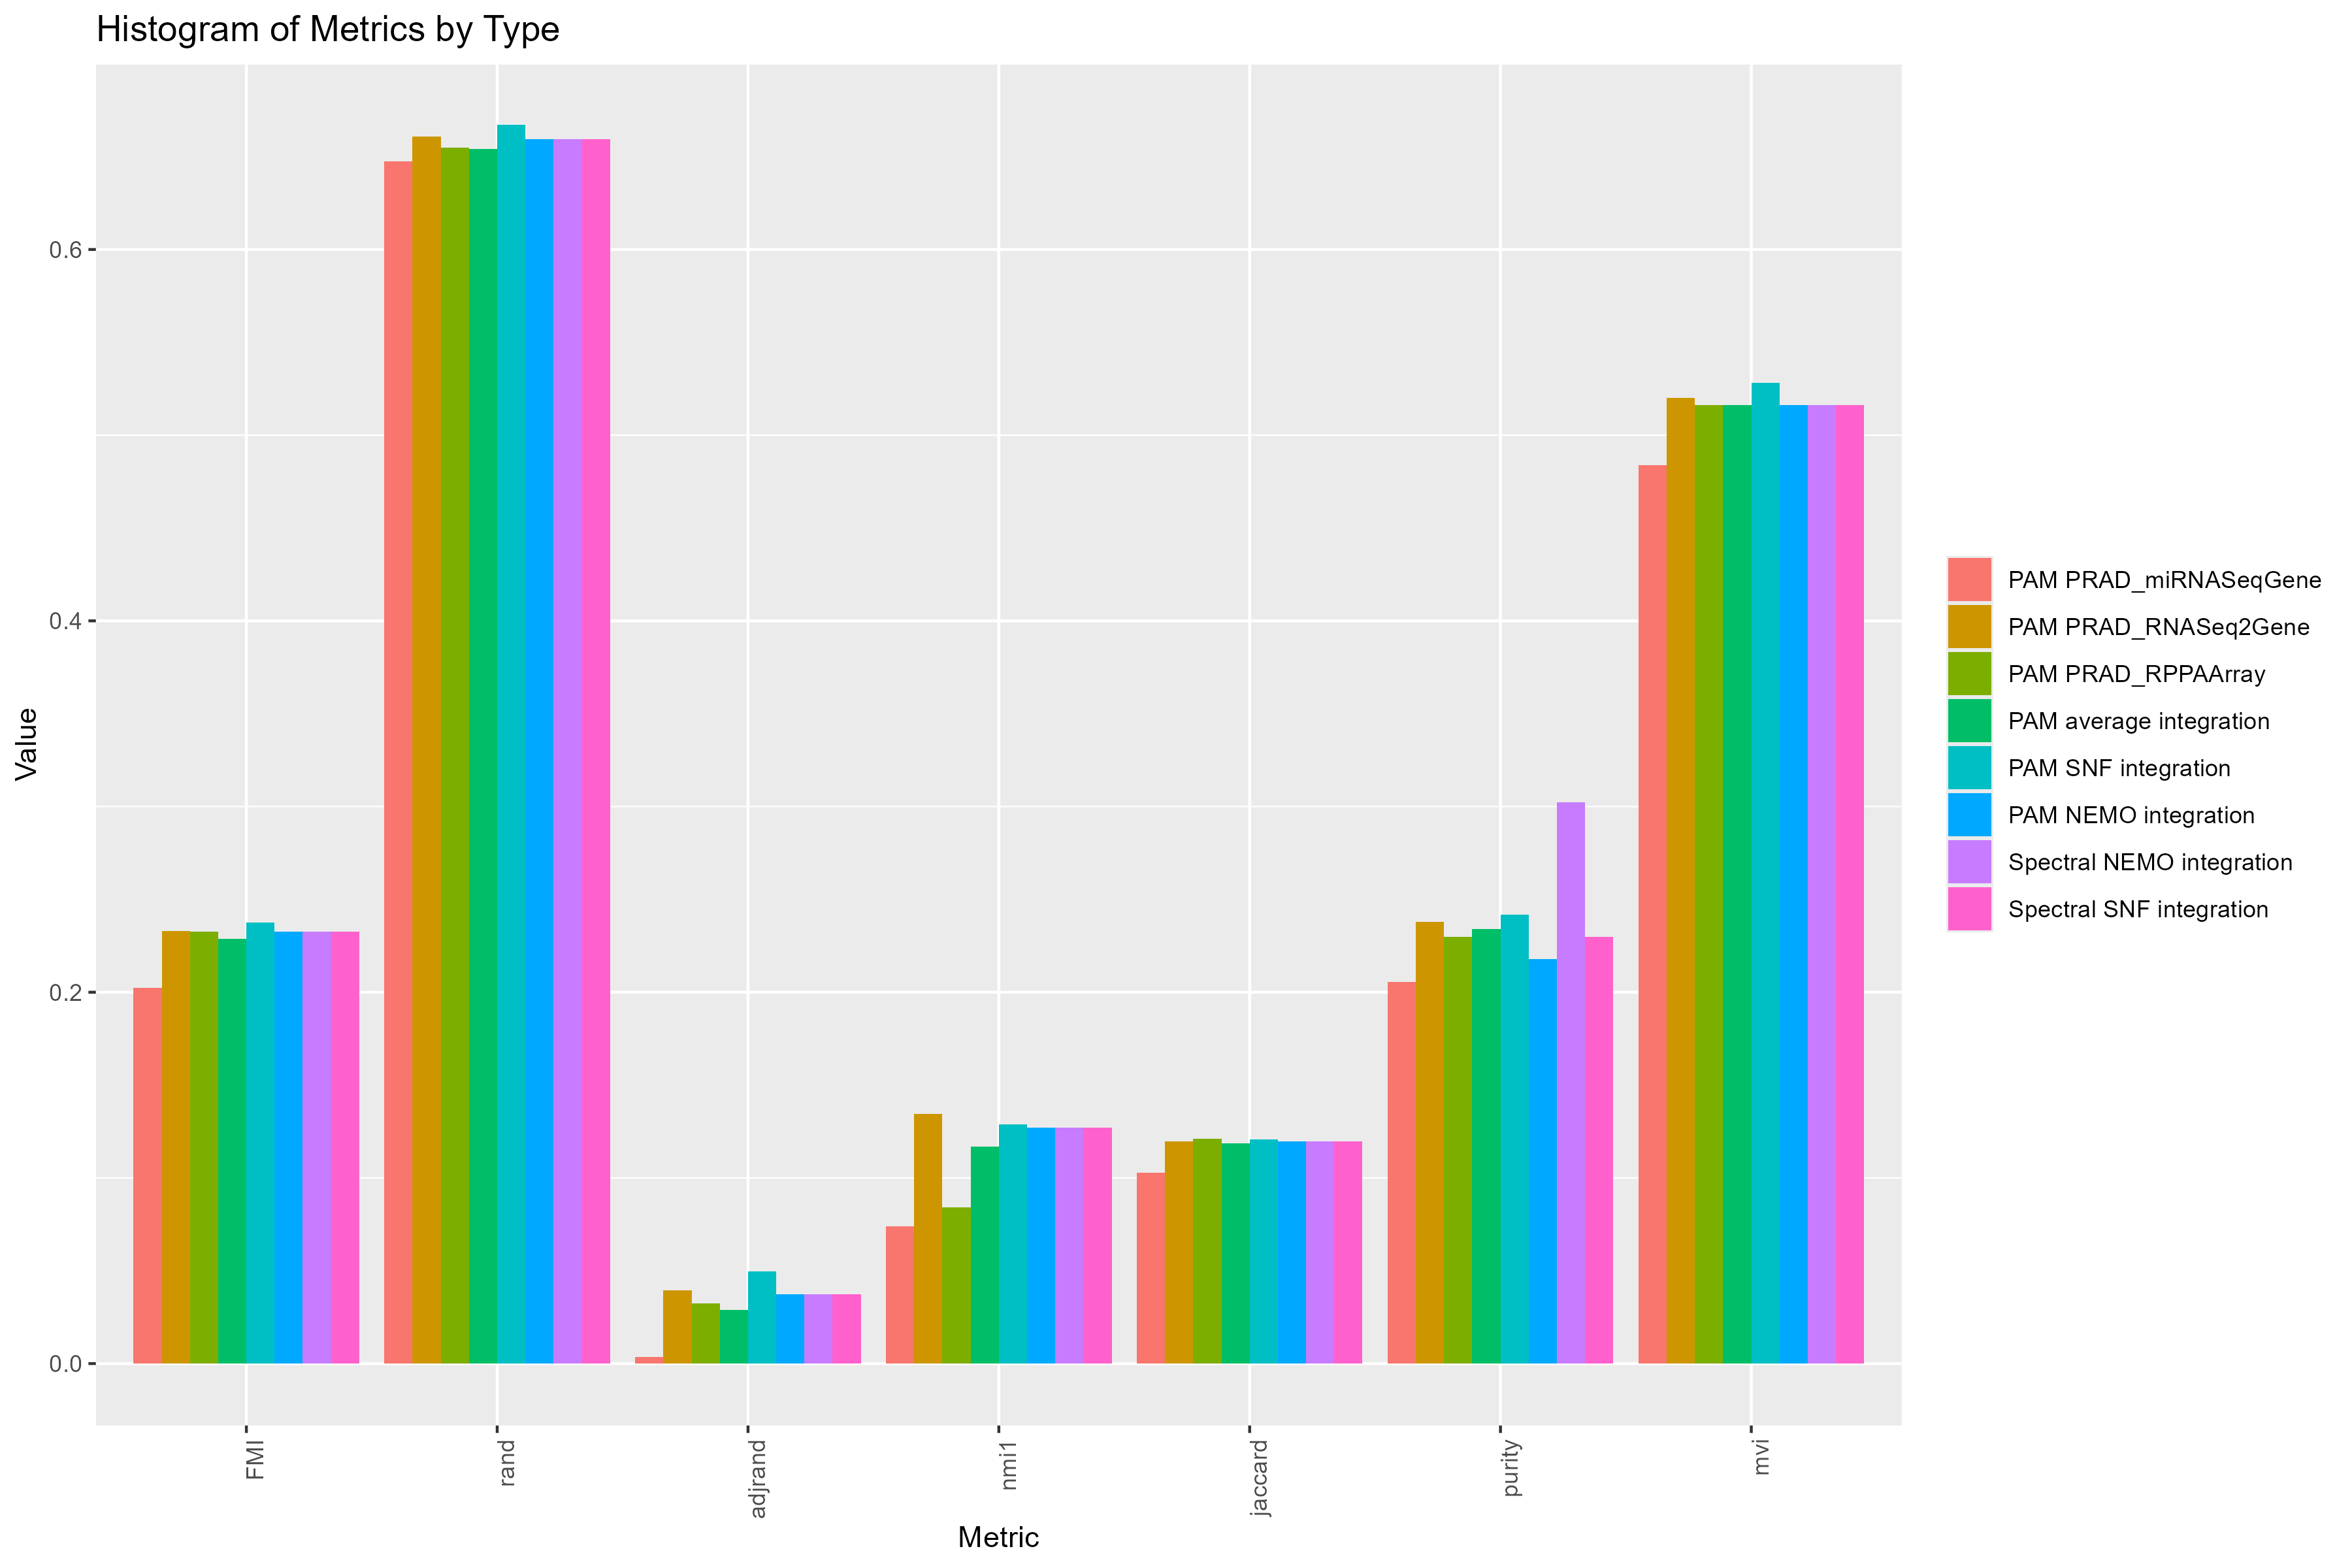 Histogram of Metrics by Type
Value
0.6
0.4
0.2
0.0
FMI
rand
adjrand
nmi1
jaccard
purity
mvi
Metric
PAM PRAD_miRNASeqGene
PAM PRAD_RNASeq2Gene
PAM PRAD_RPPAArray
PAM average integration
PAM SNF integration
PAM NEMO integration
Spectral NEMO integration
Spectral SNF integration